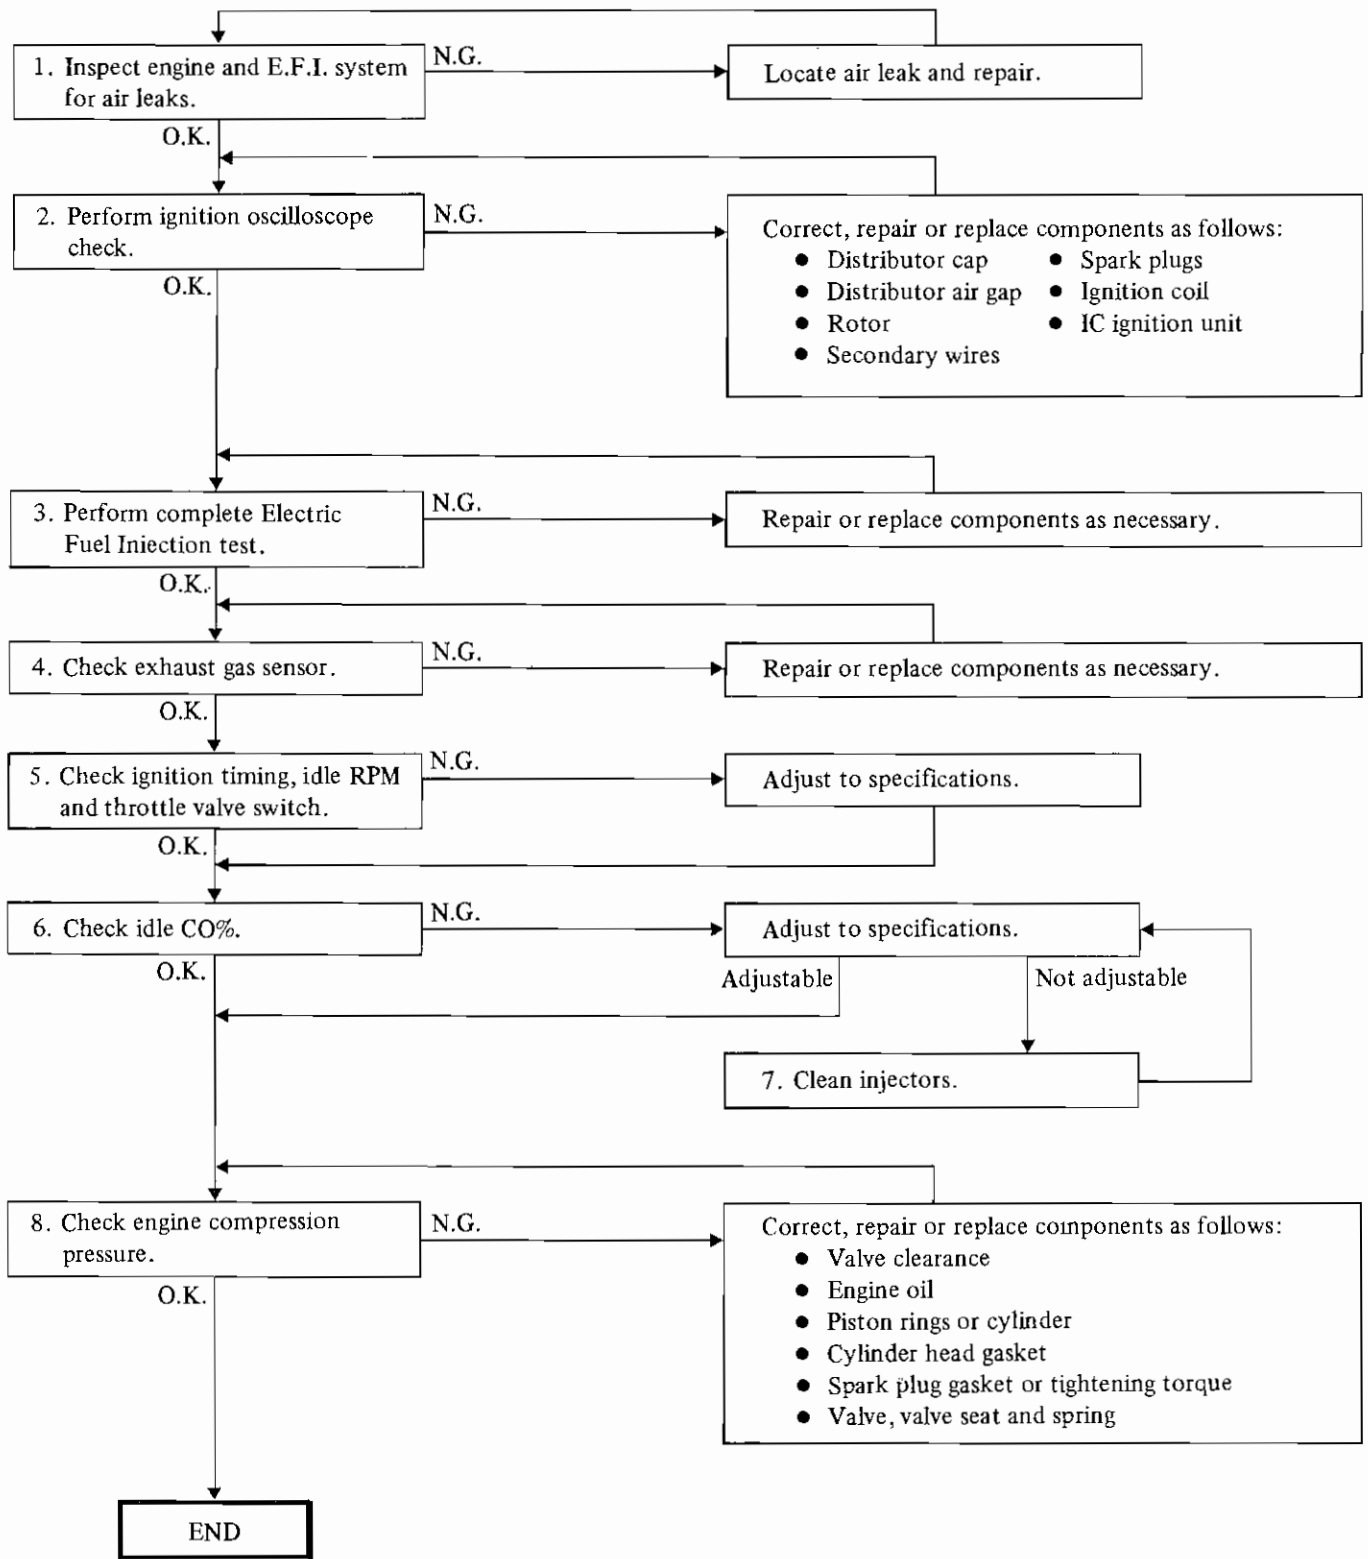 1. Inspect engine and E.F.I. system
for air leaks.
N.G.
Locate air leak and repair.
O.K.
2. Perform ignition oscilloscope
check.
N.G.
Correct, repair or replace components as follows:
● Distributor cap
● Distributor air gap
● Rotor
● Secondary wires
● Spark plugs
● Ignition coil
● IC ignition unit
O.K.
3. Perform complete Electric
Fuel Injection test.
N.G.
Repair or replace components as necessary.
O.K.
4. Check exhaust gas sensor.
N.G.
Repair or replace components as necessary.
O.K.
5. Check ignition timing, idle RPM
and throttle valve switch.
N.G.
Adjust to specifications.
O.K.
6. Check idle CO%.
N.G.
Adjust to specifications.
O.K.
Adjustable
Not adjustable
7. Clean injectors.
8. Check engine compression
pressure.
N.G.
Correct, repair or replace components as follows:
● Valve clearance
● Engine oil
● Piston rings or cylinder
● Cylinder head gasket
● Spark plug gasket or tightening torque
● Valve, valve seat and spring
O.K.
END